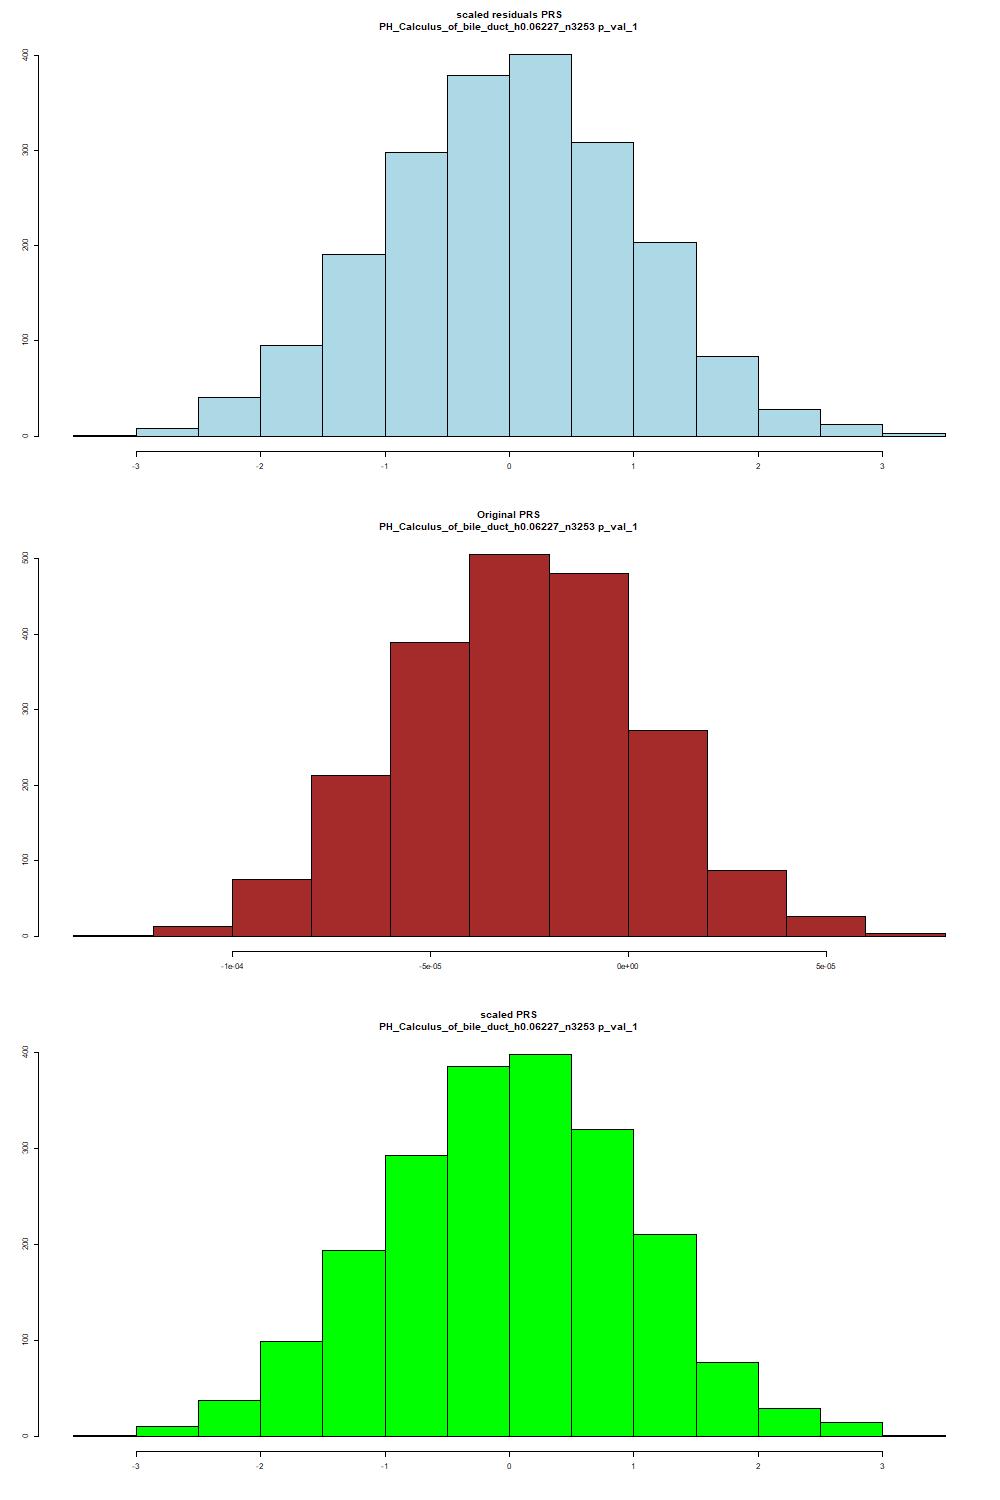 scaled residuals PRS
PH_Calculus_of_bile_duct_h0.06227_n3253 p_val_1
400
300
200
100
0
-3 -2 -1 0 1 2 3
Original PRS
PH_Calculus_of_bile_duct_h0.06227_n3253 p_val_1
500
400
300
200
100
0
-1e-04 -5e-05 0e+00 5e-05
scaled PRS
PH_Calculus_of_bile_duct_h0.06227_n3253 p_val_1
400
300
200
100
0
-3 -2 -1 0 1 2 3